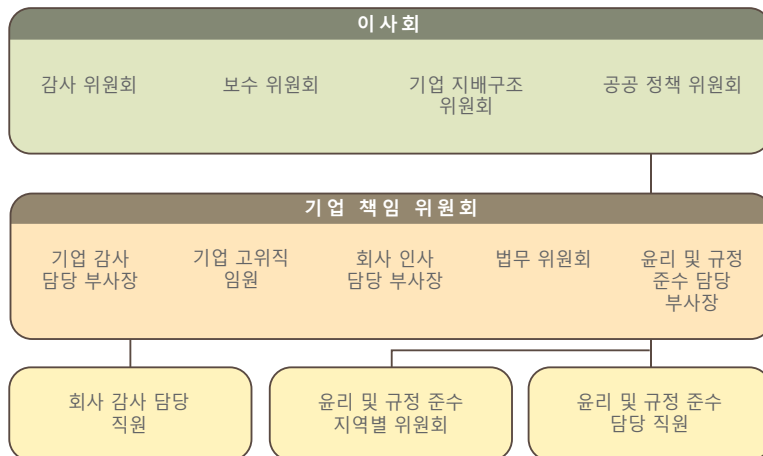 이사회
감사 위원회
보수 위원회
기업 지배구조
위원회
공공 정책 위원회
기업 책임 위원회
기업 감사
담당 부사장
기업 고위직
임원
회사 인사
담당 부사장
법무 위원회
윤리 및 규정
준수 담당
부사장
회사 감사 담당
직원
윤리 및 규정 준수
지역별 위원회
윤리 및 규정 준수
담당 직원